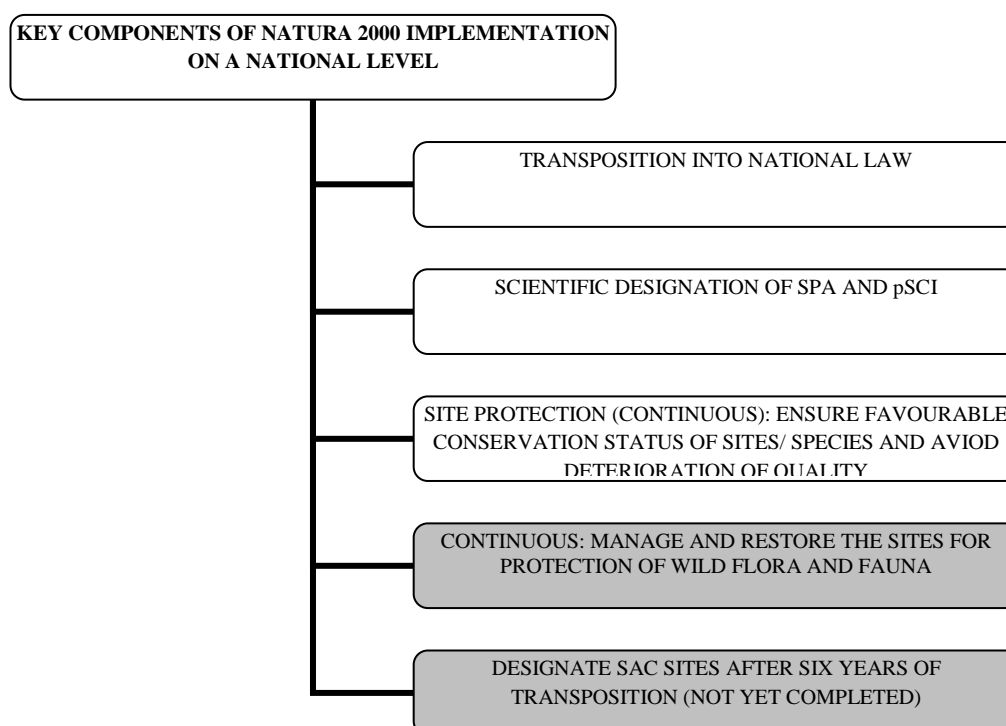 KEY COMPONENTS OF NATURA 2000 IMPLEMENTATION
ON A NATIONAL LEVEL
TRANSPOSITION INTO NATIONAL LAW
SCIENTIFIC DESIGNATION OF SPA AND pSCI
SITE PROTECTION (CONTINUOUS): ENSURE FAVOURABLE
CONSERVATION STATUS OF SITES/ SPECIES AND AVIOD
DETERIORATION OF QUALITY
CONTINUOUS: MANAGE AND RESTORE THE SITES FOR
PROTECTION OF WILD FLORA AND FAUNA
DESIGNATE SAC SITES AFTER SIX YEARS OF
TRANSPOSITION (NOT YET COMPLETED)